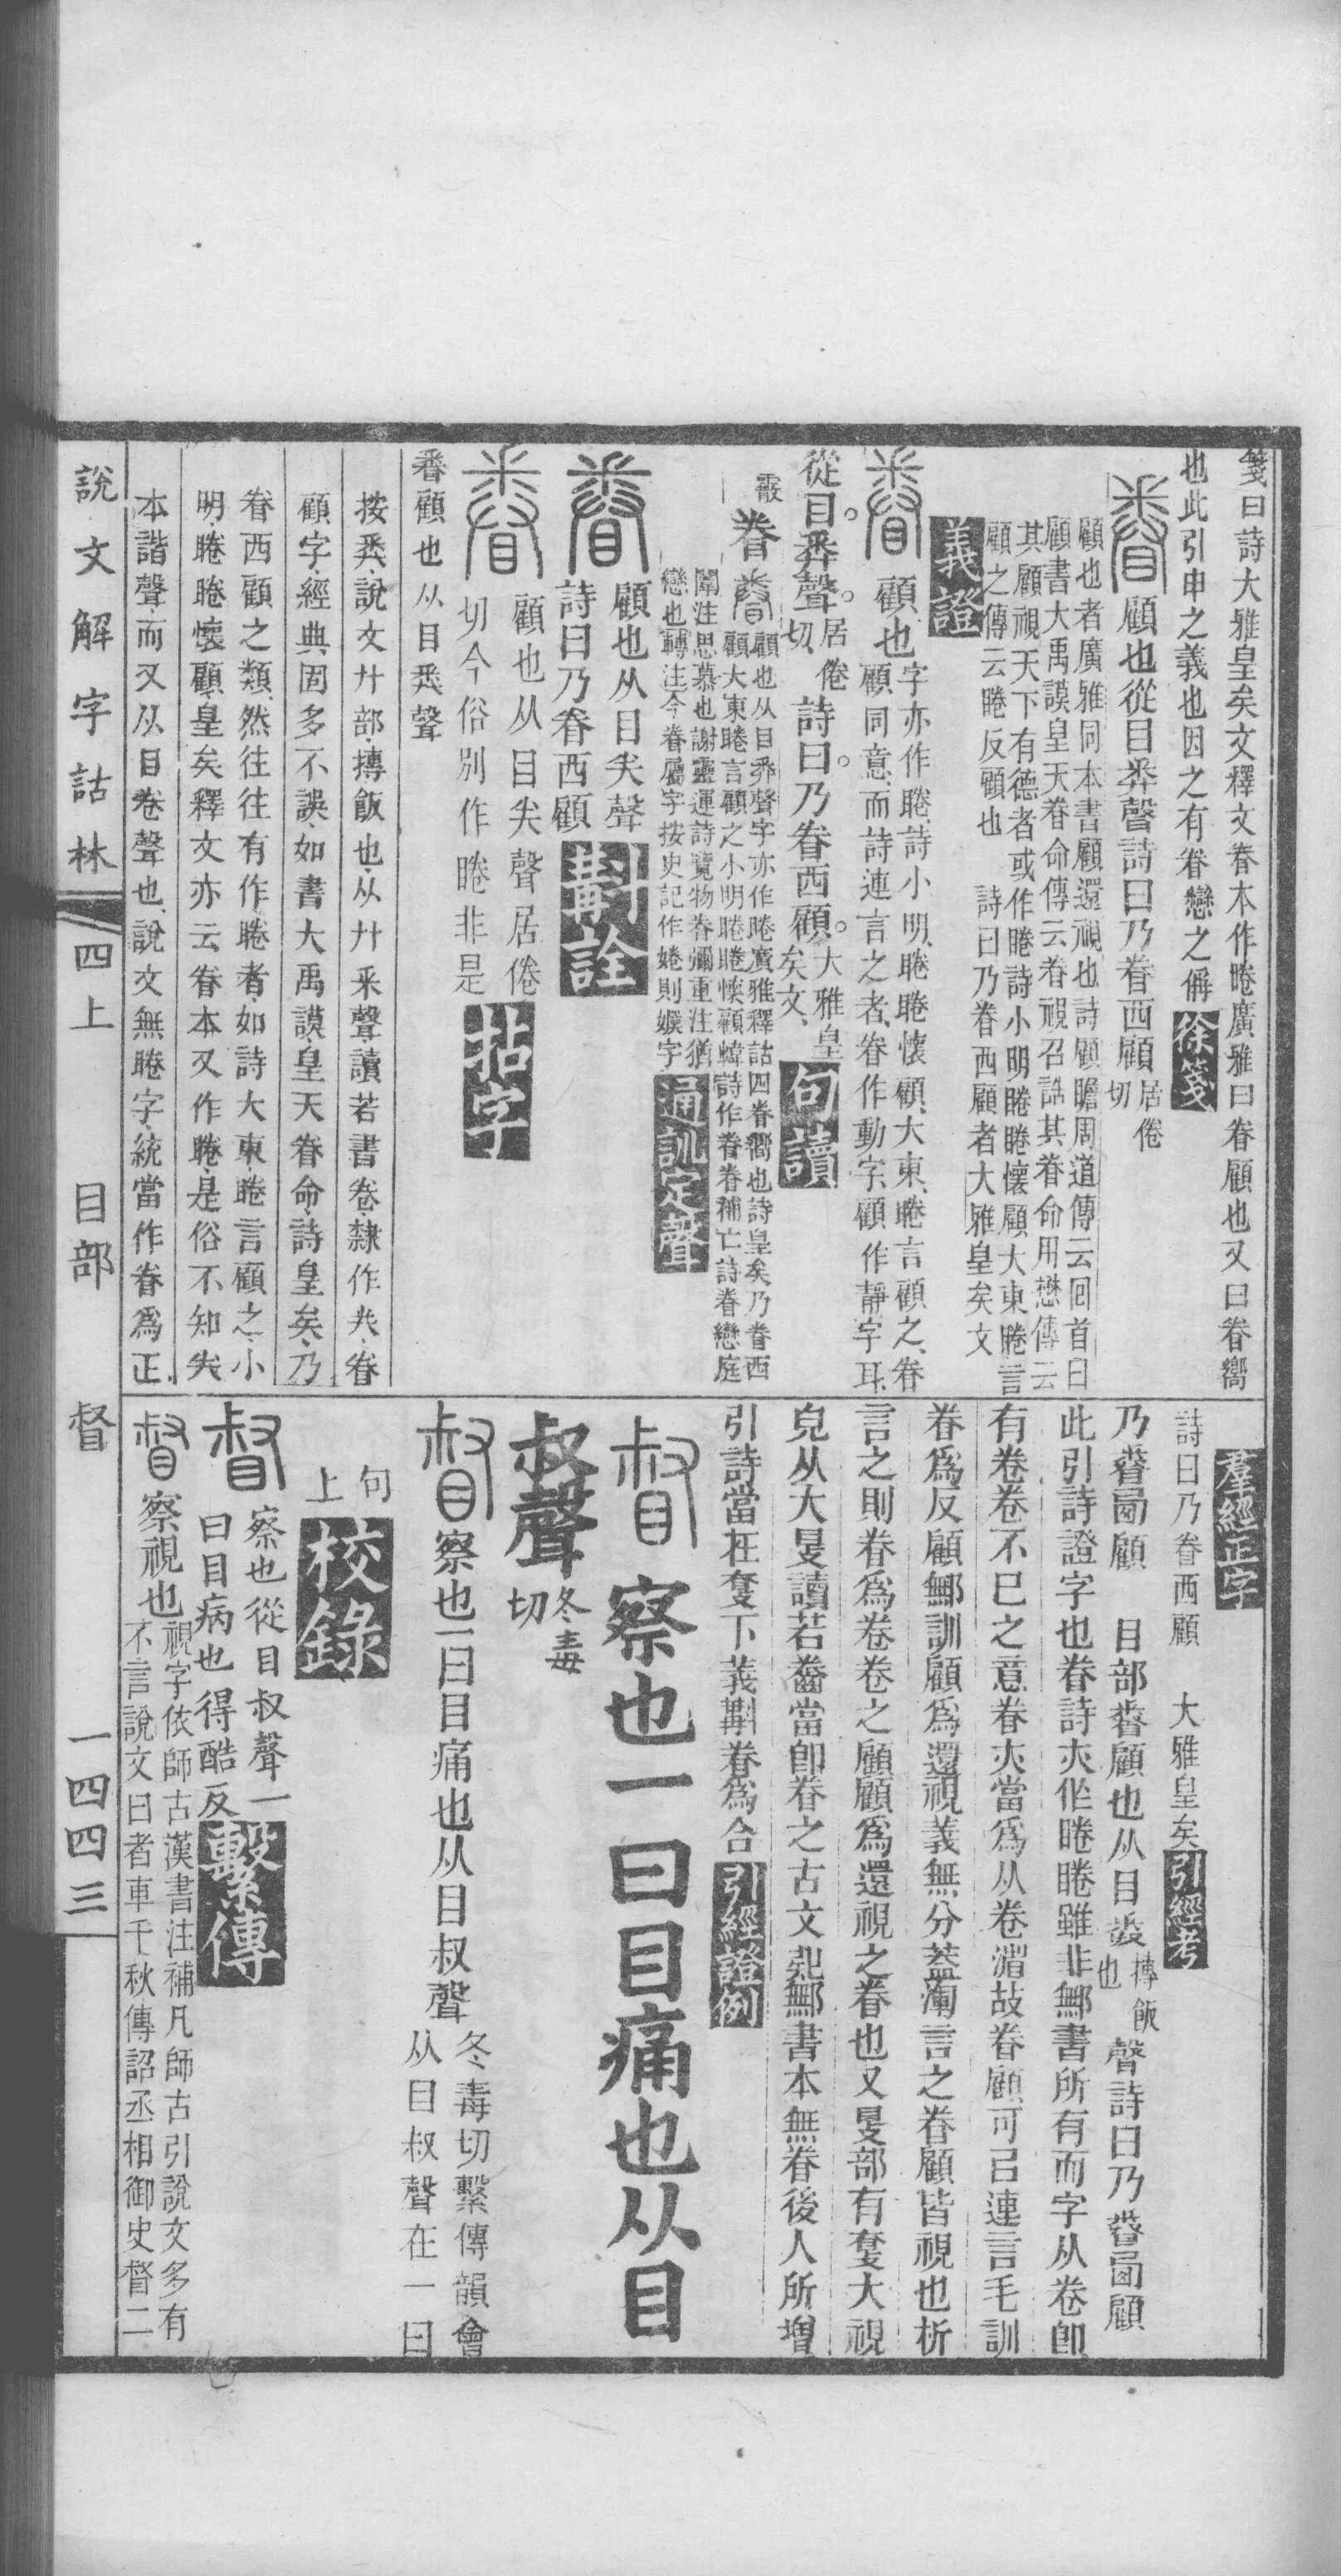 箋曰詩大雅皇矣文釋文眷本作睠廣雅曰眷顧也又曰眷嚮
也此引申之義也因之有眷戀之偁 徐箋
顧也從目𢍏聲詩曰乃眷西顧 居倦
切
顧也者廣雅同本書顧還視也詩顧瞻周道傳云回首曰
顧書大禹謨皇天眷命傳云眷視召誥其眷命用懋傳云
其顧視天下有德者或作睠詩小明睠睠懷顧大東睠言
顧之傳云睠反顧也 詩曰乃眷西顧者大雅皇矣文
義證
顧也
字亦作睠、詩小明、睠睠懷顧、大東、睠言顧之、眷
顧同意、而詩連言之者、眷作動字、顧作靜字耳、
從目。𢍏聲。居倦
切、
詩曰。乃眷西顧。大雅皇
矣文、 句讀
眷
顧也从目𢍏聲字亦作睠廣雅釋詁四眷嚮也詩皇矣乃眷西
顧大東睠言顧之小明睠睠懷顧韓詩作眷眷補亡詩眷戀庭
闈注思慕也謝靈運詩覽物眷彌重注猶
戀也轉注今眷屬字按史記作婘則媄字 通訓定聲
顧也从目𠔉聲
詩曰乃眷西顧 斠詮
顧也从目𠔉聲居倦
切今俗別作睠非是 拈字
眷顧也从目𢍏聲
按𢍏、說文廾部、摶飯也、从廾釆聲、讀若書卷、隸作𠔉、眷
顧字、經典固多不誤、如書大禹謨、皇天眷命、詩皇矣、乃
眷西顧之類、然往往有作睠者、如詩大東、睠言顧之、小
明、睠睠懷顧、皇矣釋文亦云、眷本又作睠、是俗不知𠔉
本諧聲、而又从目卷聲也、說文無睠字、統當作眷爲正、
羣經正字
詩曰乃眷西顧 大雅皇矣 引經考
目部眷顧也从目𢍏 摶飯
也 聲詩曰乃眷西顧
此引詩證字也眷詩亦作睠睠雖非鄦書所有而字从卷卽
有卷卷不已之意眷亦當爲从卷㳙故眷顧可㠯連言毛訓
眷爲反顧鄦訓顧爲還視義無分蓋渾言之眷顧皆視也析
言之則眷爲卷卷之顧顧爲還視之眷也又𥄎部有䙲大視
皃从大𥄎讀若齤當卽眷之古文鄦書本無眷後人所增
引詩當在䙲下義斠眷爲合 引經證例
察也一曰目痛也从目
叔聲 冬毒
切
察也一曰目痛也从目叔聲 冬毒切繫傳韻會
从目叔聲在一曰
句
上 校錄
察也從目叔聲一
曰目病也得酷反 繫傳
察視也
視字依師古漢書注補凡師古引說文多有
不言說文曰者車千秋傳詔丞相御史督二
說文解字詁林 四上 目部 督 一四四三